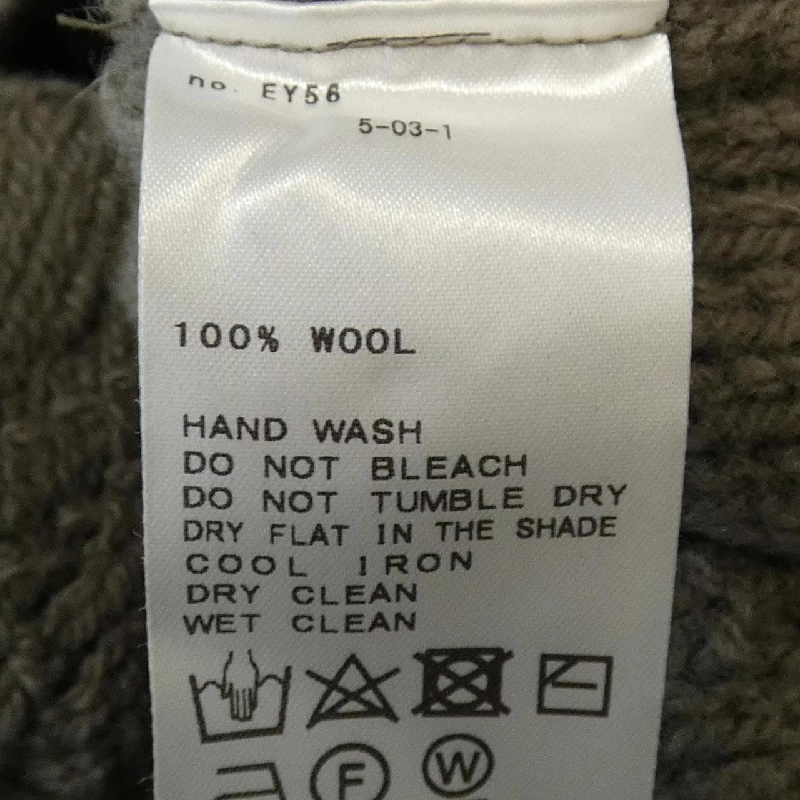 no. EY56
5-03-1
100% WOOL
HAND WASH
DO NOT BLEACH
DO NOT TUMBLE DRY
DRY FLAT IN THE SHADE
COOL IRON
DRY CLEAN
WET CLEAN
F W